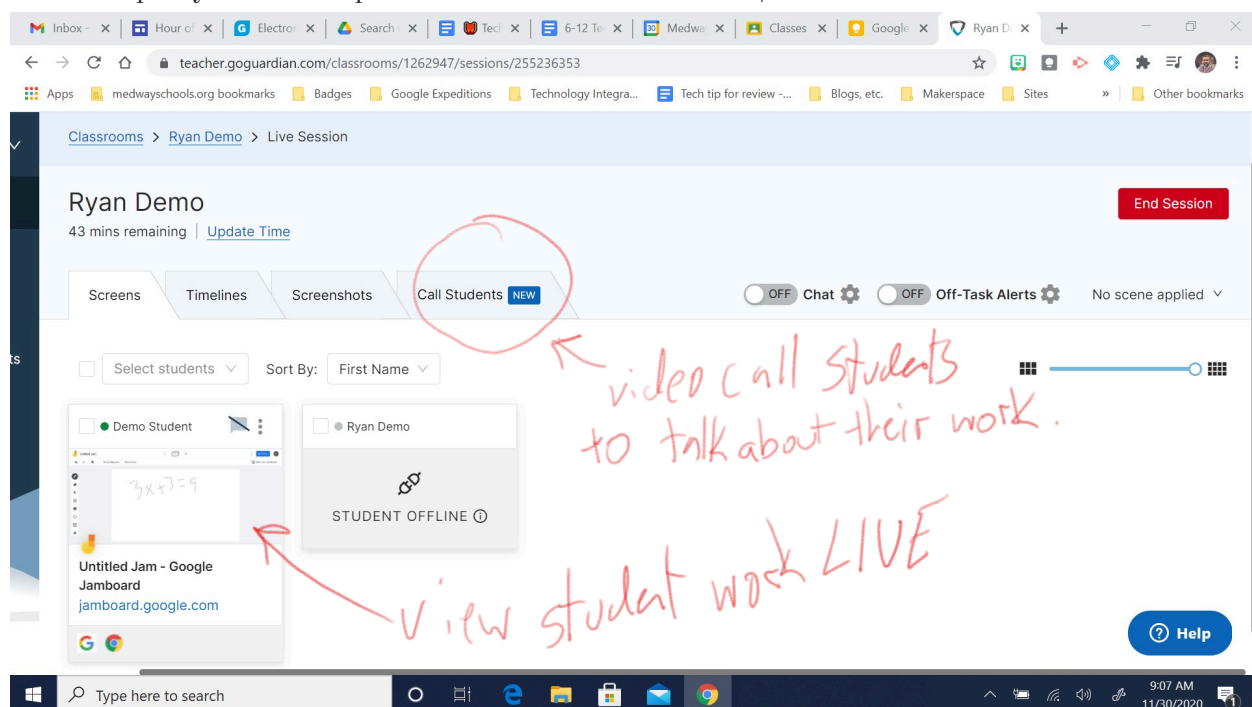 Inbox - Hour of Electron Search Tech 6-12 Te Medway Classes Google Ryan D
teacher.goguardian.com/classrooms/1262947/sessions/255236353
Apps medwayschools.org bookmarks Badges Google Expeditions Technology Integra... Tech tip for review -... Blogs, etc. Makerspace Sites » Other bookmarks
Classrooms > Ryan Demo > Live Session
Ryan Demo
End Session
43 mins remaining | Update Time
Screens Timelines Screenshots Call Students NEW OFF Chat OFF Off-Task Alerts No scene applied
ts
Select students Sort By: First Name
video call students
to talk about their work.
Demo Student
Ryan Demo
3x+3=9
STUDENT OFFLINE
Untitled Jam - Google
Jamboard
jamboard.google.com
view student work LIVE
Help
Type here to search
9:07 AM
11/30/2020
1